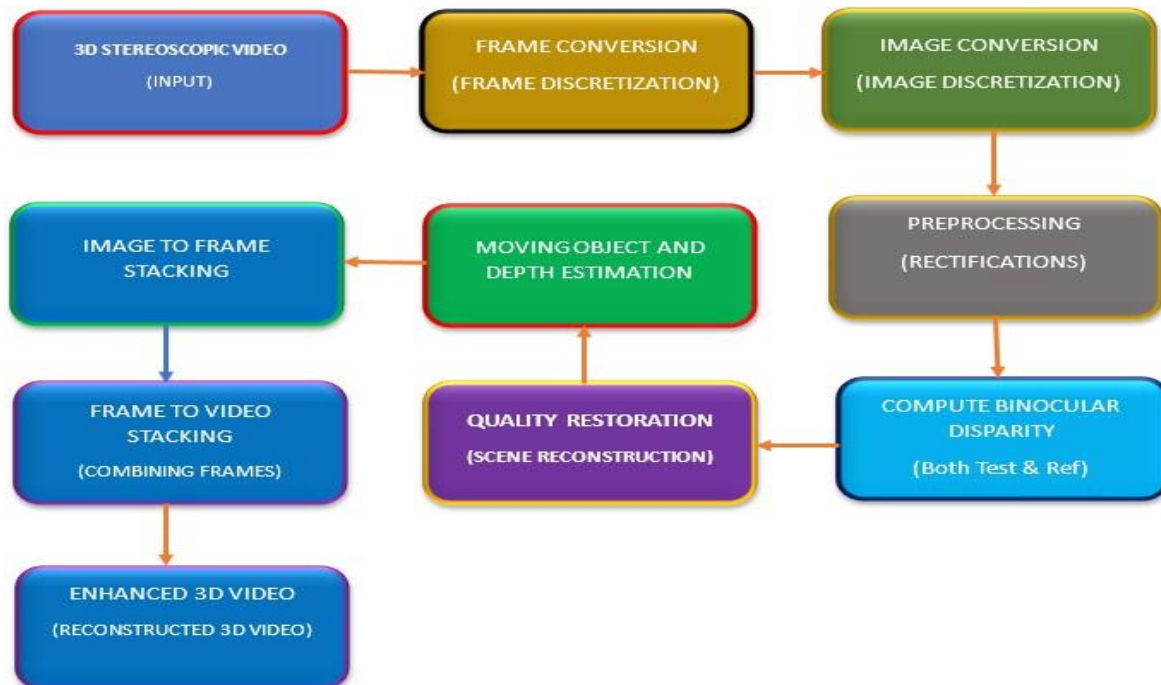 3D STEREOSCOPIC VIDEO
(INPUT)
FRAME CONVERSION
(FRAME DISCRETIZATION)
IMAGE CONVERSION
(IMAGE DISCRETIZATION)
PREPROCESSING
(RECTIFICATIONS)
COMPUTE BINOCULAR
DISPARITY
(Both Test & Ref)
QUALITY RESTORATION
(SCENE RECONSTRUCTION)
MOVING OBJECT AND
DEPTH ESTIMATION
IMAGE TO FRAME
STACKING
FRAME TO VIDEO
STACKING
(COMBINING FRAMES)
ENHANCED 3D VIDEO
(RECONSTRUCTED 3D VIDEO)